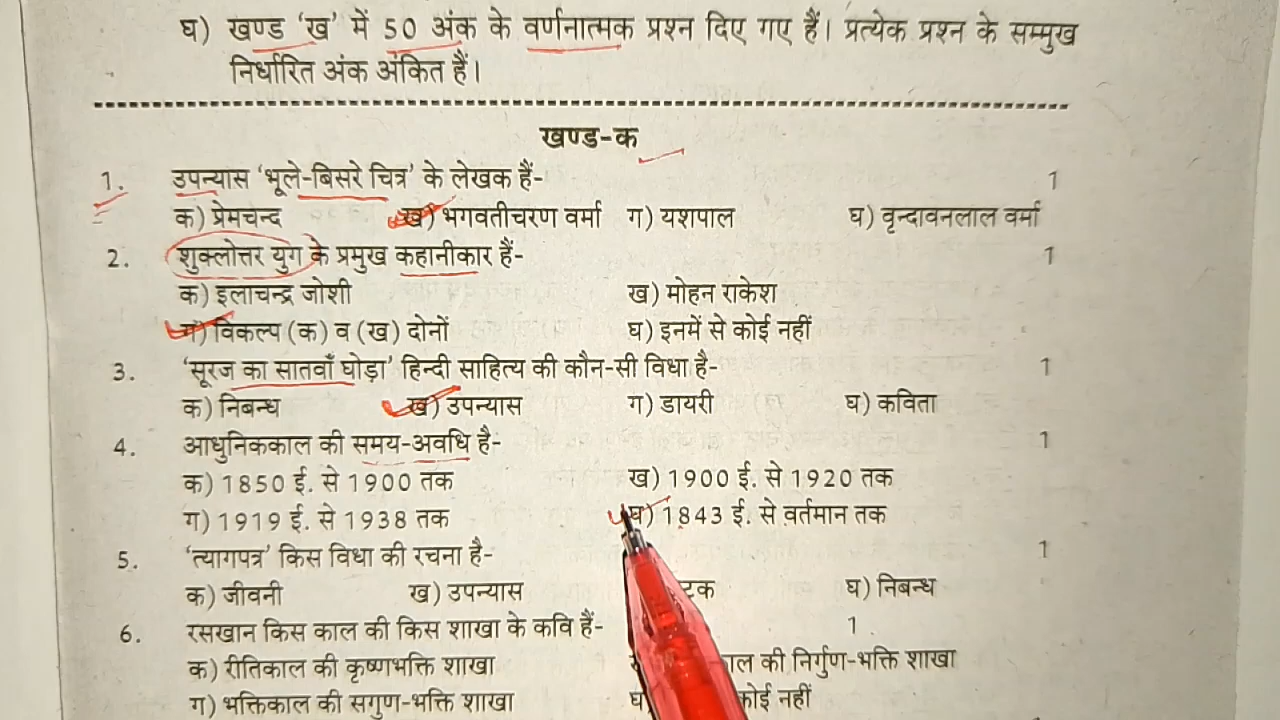 घ) खण्ड 'ख' में 50 अंक के वर्णनात्मक प्रश्न दिए गए हैं। प्रत्येक प्रश्न के सम्मुख
निर्धारित अंक अंकित हैं।
खण्ड-क
1. उपन्यास 'भूले-बिसरे चित्र' के लेखक हैं- 1
क) प्रेमचन्द ख) भगवतीचरण वर्मा ग) यशपाल घ) वृन्दावनलाल वर्मा
2. शुक्लोत्तर युग के प्रमुख कहानीकार हैं- 1
क) इलाचन्द्र जोशी ख) मोहन राकेश
ग) विकल्प (क) व (ख) दोनों घ) इनमें से कोई नहीं
3. 'सूरज का सातवाँ घोड़ा' हिन्दी साहित्य की कौन-सी विधा है- 1
क) निबन्ध ख) उपन्यास ग) डायरी घ) कविता
4. आधुनिककाल की समय-अवधि है- 1
क) 1850 ई. से 1900 तक ख) 1900 ई. से 1920 तक
ग) 1919 ई. से 1938 तक घ) 1843 ई. से वर्तमान तक
5. 'त्यागपत्र' किस विधा की रचना है- 1
क) जीवनी ख) उपन्यास घ) निबन्ध
6. रसखान किस काल की किस शाखा के कवि हैं- 1
क) रीतिकाल की कृष्णभक्ति शाखा की निर्गुण-भक्ति शाखा
ग) भक्तिकाल की सगुण-भक्ति शाखा घ) कोई नहीं